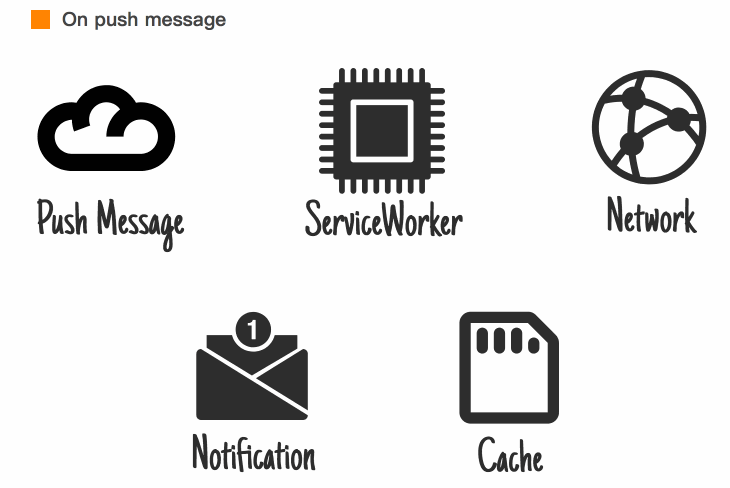 On push message
Push Message
ServiceWorker
Network
1
Notification
Cache